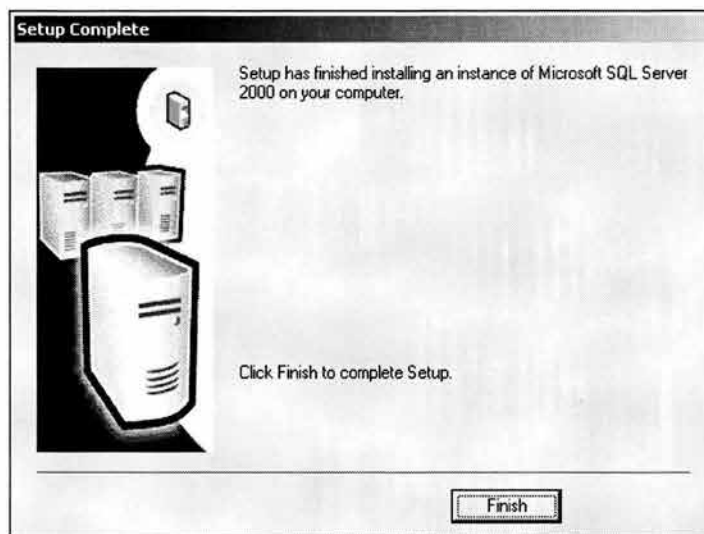 Setup Complete
Setup has finished installing an instance of Microsoft SQL Server
2000 on your computer.
Click Finish to complete Setup.
Finish